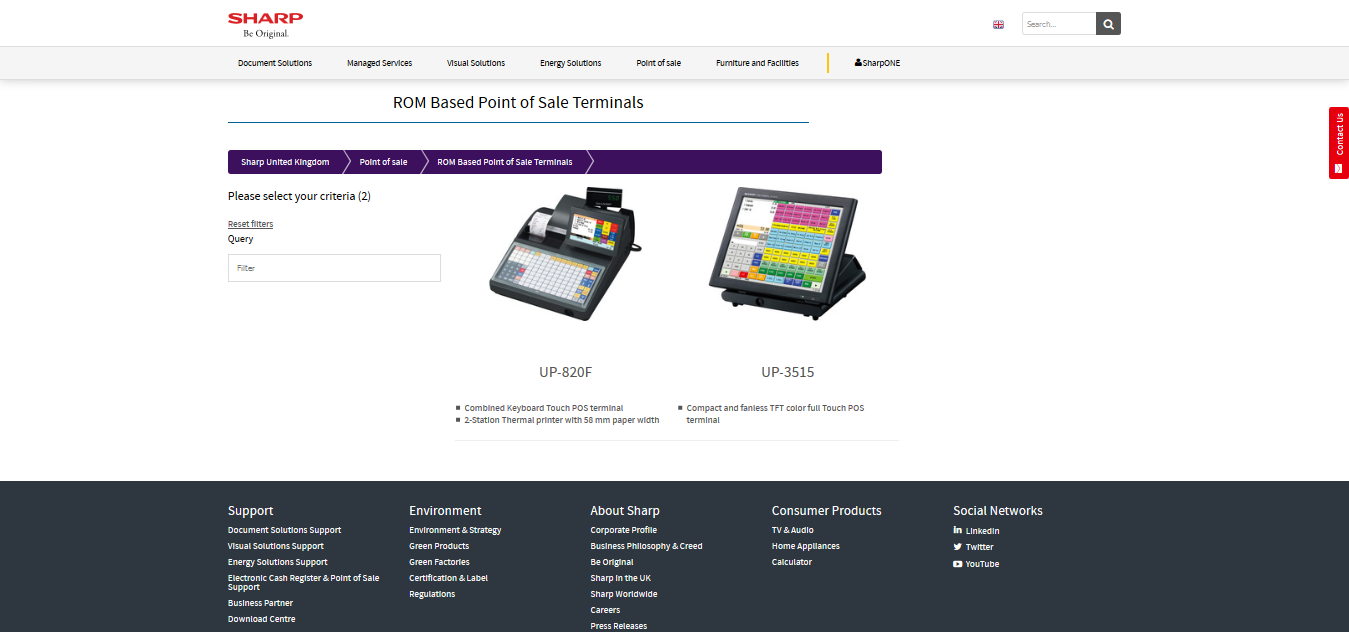 SHARP
Be Original.
Search...
Document Solutions
Managed Services
Visual Solutions
Energy Solutions
Point of sale
Furniture and Facilities
SharpONE
ROM Based Point of Sale Terminals
Contact Us
Sharp United Kingdom
Point of sale
ROM Based Point of Sale Terminals
Please select your criteria (2)
Reset filters
Query
Filter
UP-820F
Combined Keyboard Touch POS terminal
2-Station Thermal printer with 58 mm paper width
UP-3515
Compact and fanless TFT color full Touch POS
terminal
Support
Document Solutions Support
Visual Solutions Support
Energy Solutions Support
Electronic Cash Register & Point of Sale
Support
Business Partner
Download Centre
Environment
Environment & Strategy
Green Products
Green Factories
Certification & Label
Regulations
About Sharp
Corporate Profile
Business Philosophy & Creed
Be Original
Sharp in the UK
Sharp Worldwide
Careers
Press Releases
Consumer Products
TV & Audio
Home Appliances
Calculator
Social Networks
LinkedIn
Twitter
YouTube